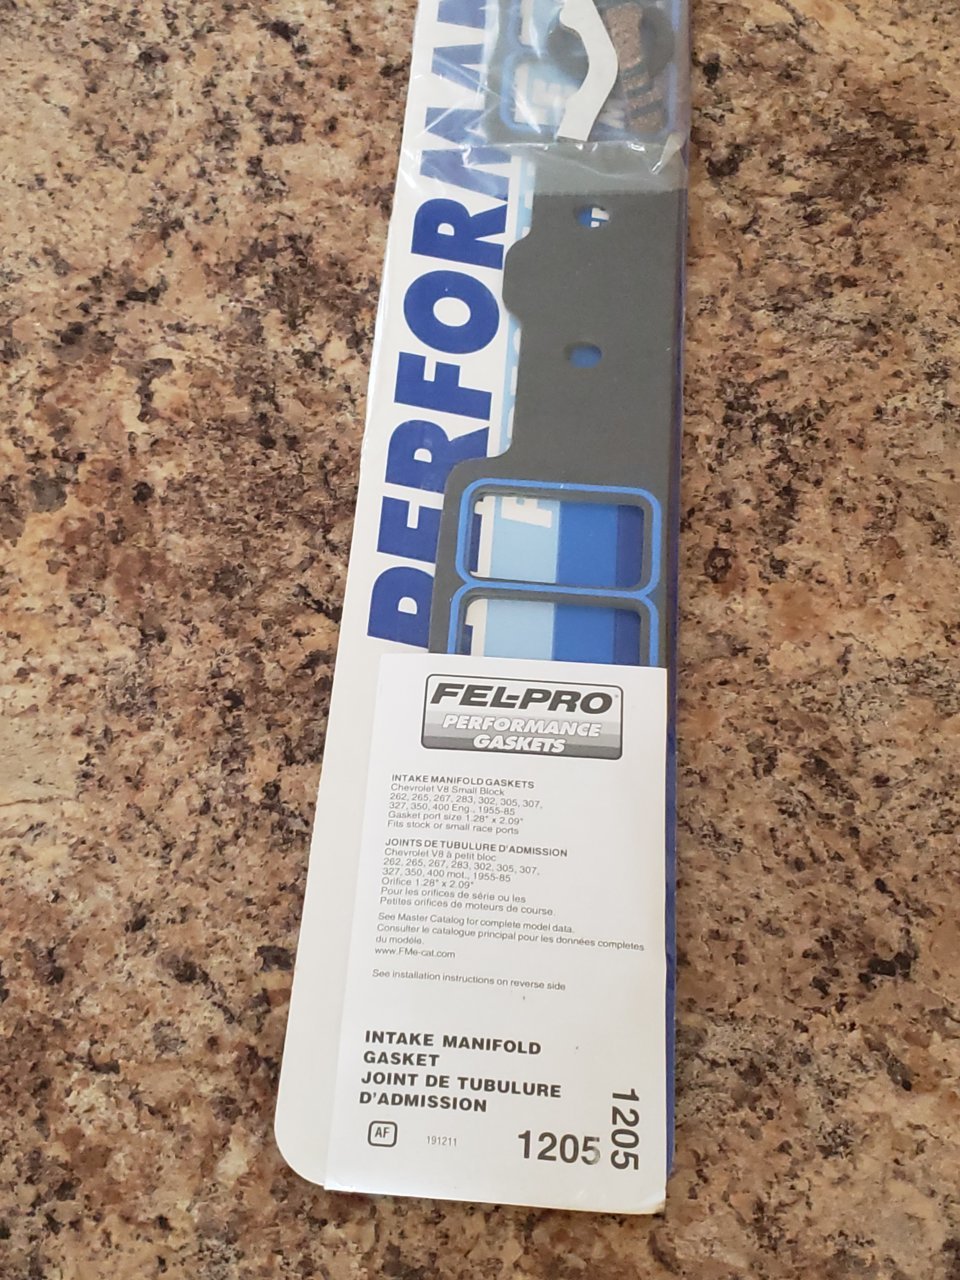 PERFORMA
FEL-PRO®
PERFORMANCE
GASKETS
INTAKE MANIFOLD GASKETS
Chevrolet V8 Small Block
262, 265, 267, 283, 302, 305, 307,
327, 350, 400 Eng., 1955-85
Gasket port size 1.28" x 2.09"
Fits stock or small race ports
JOINTS DE TUBULURE D'ADMISSION
Chevrolet V8 à petit bloc
262, 265, 267, 283, 302, 305, 307,
327, 350, 400 mot., 1955-85
Orifice 1.28" x 2.09"
Pour les orifices de série ou les
Petites orifices de moteurs de course.
See Master Catalog for complete model data.
Consulter le catalogue principal pour les données completes
du modéle.
www.FMe-cat.com
See installation instructions on reverse side
INTAKE MANIFOLD
GASKET
JOINT DE TUBULURE
D'ADMISSION
AF
191211
1205
1205